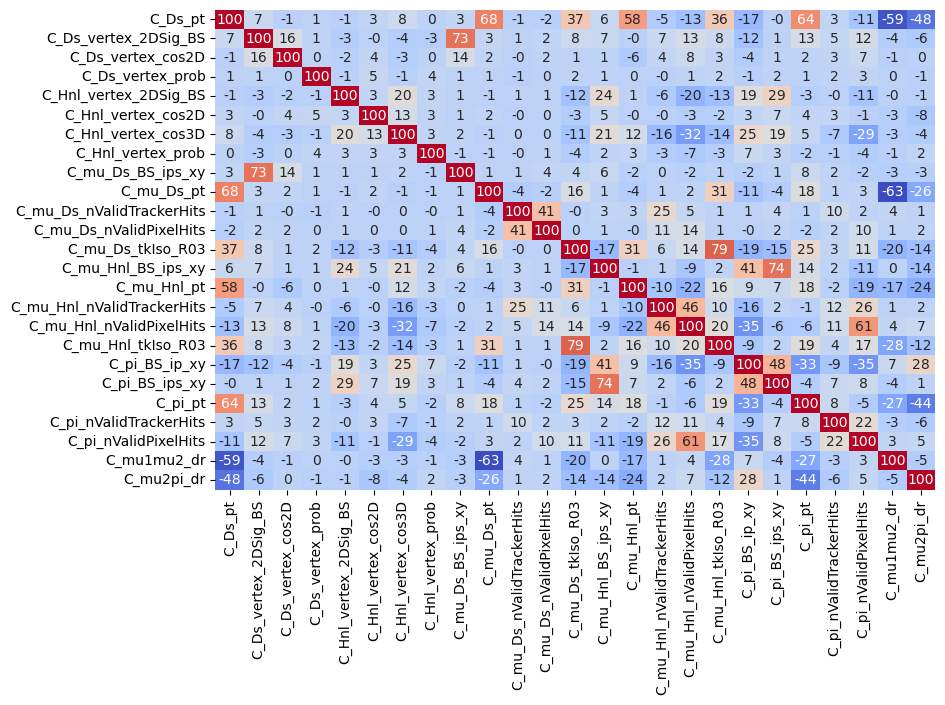 C_Ds_pt 100 7 -1 1 -1 3 8 0 3 68 -1 -2 37 6 58 -5 -13 36 -17 -0 64 3 -11 -59 -48
C_Ds_vertex_2DSig_BS 7 100 16 1 -3 -0 -4 -3 73 3 1 2 8 7 -0 7 13 8 -12 1 13 5 12 -4 -6
C_Ds_vertex_cos2D -1 16 100 0 -2 4 -3 0 14 2 -0 2 1 1 -6 4 8 3 -4 1 2 3 7 -1 0
C_Ds_vertex_prob 1 1 0 100 -1 5 -1 4 1 1 -1 0 2 1 0 -0 1 2 -1 2 1 2 3 0 -1
C_Hnl_vertex_2DSig_BS -1 -3 -2 -1 100 3 20 3 1 -1 1 1 -12 24 1 -6 -20 -13 19 29 -3 -0 -11 -0 -1
C_Hnl_vertex_cos2D 3 -0 4 5 3 100 13 3 1 2 -0 0 -3 5 -0 -0 -3 -2 3 7 4 3 -1 -3 -8
C_Hnl_vertex_cos3D 8 -4 -3 -1 20 13 100 3 2 -1 0 0 -11 21 12 -16 -32 -14 25 19 5 -7 -29 -3 -4
C_Hnl_vertex_prob 0 -3 0 4 3 3 3 100 -1 -1 -0 1 -4 2 3 -3 -7 -3 7 3 -2 -1 -4 -1 2
C_mu_Ds_BS_ips_xy 3 73 14 1 1 1 2 -1 100 1 1 4 4 6 -2 0 -2 2 -2 1 8 2 -2 -3 -3
C_mu_Ds_pt 68 3 2 1 -1 2 -1 -1 1 100 -4 -2 16 1 -4 1 2 31 -11 -4 18 1 3 -63 -26
C_mu_Ds_nValidTrackerHits -1 1 -0 -1 1 -0 0 -0 1 -4 100 41 -0 3 3 25 5 1 1 4 1 10 2 4 1
C_mu_Ds_nValidPixelHits -2 2 2 0 1 0 0 1 4 -2 41 100 0 1 -0 11 14 1 -0 2 -2 2 10 1 2
C_mu_Ds_tkIso_R03 37 8 1 2 -12 -3 -11 -4 4 16 -0 0 100 -17 31 6 14 79 -19 -15 25 3 11 -20 -14
C_mu_Hnl_BS_ips_xy 6 7 1 1 24 5 21 2 6 1 3 1 -17 100 -1 1 -9 2 41 74 14 2 -11 0 -14
C_mu_Hnl_pt 58 -0 -6 0 1 -0 12 3 -2 -4 3 -0 31 -1 100 -10 -22 16 9 7 18 -2 -19 -17 -24
C_mu_Hnl_nValidTrackerHits -5 7 4 -0 -6 -0 -16 -3 0 1 25 11 6 1 -10 100 46 10 -16 2 -1 12 26 1 2
C_mu_Hnl_nValidPixelHits -13 13 8 1 -20 -3 -32 -7 -2 2 5 14 14 -9 -22 46 100 20 -35 -6 -6 11 61 4 7
C_mu_Hnl_tkIso_R03 36 8 3 2 -13 -2 -14 -3 1 31 1 1 79 2 16 10 20 100 -9 2 19 4 17 -28 -12
C_pi_BS_ip_xy -17 -12 -4 -1 19 3 25 7 -2 -11 1 -0 -19 41 9 -16 -35 -9 100 48 -33 -9 -35 7 28
C_pi_BS_ips_xy -0 1 1 2 29 7 19 3 1 -4 4 2 -15 74 7 2 -6 2 48 100 -4 -7 8 -4 1
C_pi_pt 64 13 2 1 -3 4 5 -2 8 18 1 -2 25 14 18 -1 -6 19 -33 -4 100 8 -5 -27 -44
C_pi_nValidTrackerHits 3 5 3 2 -0 3 -7 -1 2 1 10 2 3 2 -2 12 11 4 -9 -7 8 100 22 -3 -6
C_pi_nValidPixelHits -11 12 7 3 -11 -1 -29 -4 -2 3 2 10 11 -11 -19 26 61 17 -35 8 -5 22 100 3 5
C_mu1mu2_dr -59 -4 -1 0 -0 -3 -3 -1 -3 -63 4 1 -20 0 -17 1 4 -28 7 -4 -27 -3 3 100 -5
C_mu2pi_dr -48 -6 0 -1 -1 -8 -4 2 -3 -26 1 2 -14 -14 -24 2 7 -12 28 1 -44 -6 5 -5 100
C_Ds_pt
C_Ds_vertex_2DSig_BS
C_Ds_vertex_cos2D
C_Ds_vertex_prob
C_Hnl_vertex_2DSig_BS
C_Hnl_vertex_cos2D
C_Hnl_vertex_cos3D
C_Hnl_vertex_prob
C_mu_Ds_BS_ips_xy
C_mu_Ds_pt
C_mu_Ds_nValidTrackerHits
C_mu_Ds_nValidPixelHits
C_mu_Ds_tkIso_R03
C_mu_Hnl_BS_ips_xy
C_mu_Hnl_pt
C_mu_Hnl_nValidTrackerHits
C_mu_Hnl_nValidPixelHits
C_mu_Hnl_tkIso_R03
C_pi_BS_ip_xy
C_pi_BS_ips_xy
C_pi_pt
C_pi_nValidTrackerHits
C_pi_nValidPixelHits
C_mu1mu2_dr
C_mu2pi_dr